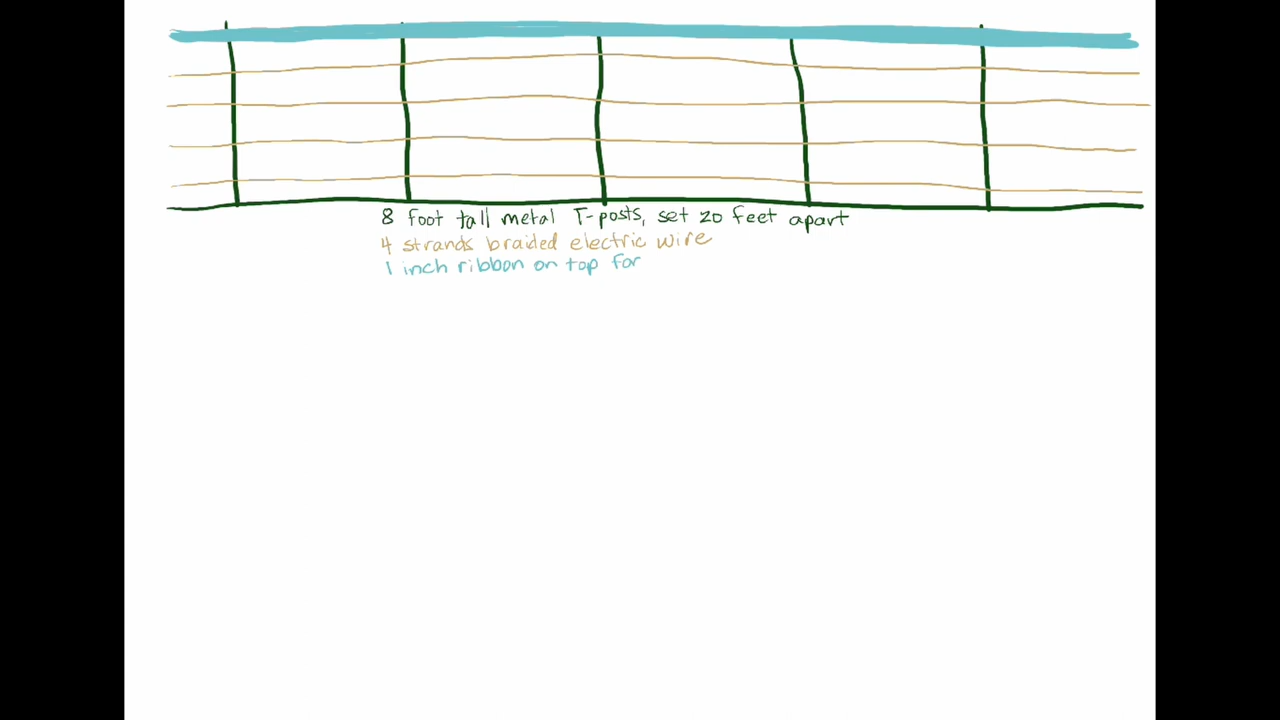 8 foot tall metal T-posts, set 20 feet apart
4 strands braided electric wire
1 inch ribbon on top for